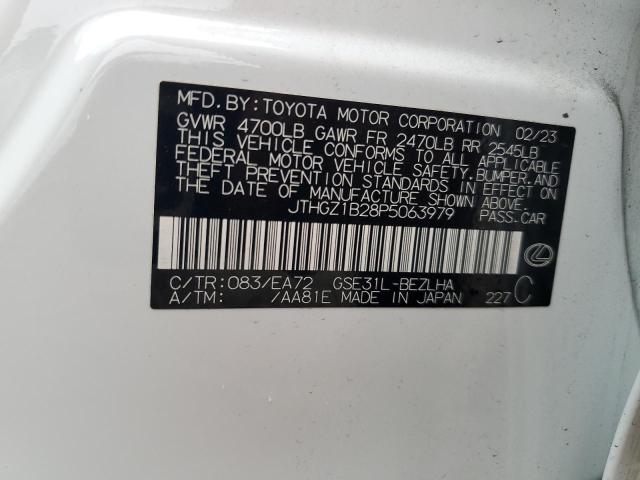 MFD. BY: TOYOTA MOTOR CORPORATION 02/23
GVWR 4700LB GAWR FR 2470LB RR 2545LB
THIS VEHICLE CONFORMS TO ALL APPLICABLE
FEDERAL MOTOR VEHICLE SAFETY, BUMPER, AND
THEFT PREVENTION STANDARDS IN EFFECT ON
THE DATE OF MANUFACTURE SHOWN ABOVE.
JTHGZ1B28P5063979 PASS.CAR
C/TR: 083/EA72 GSE31L-BEZLHA
A/TM: /AA81E MADE IN JAPAN 227 C